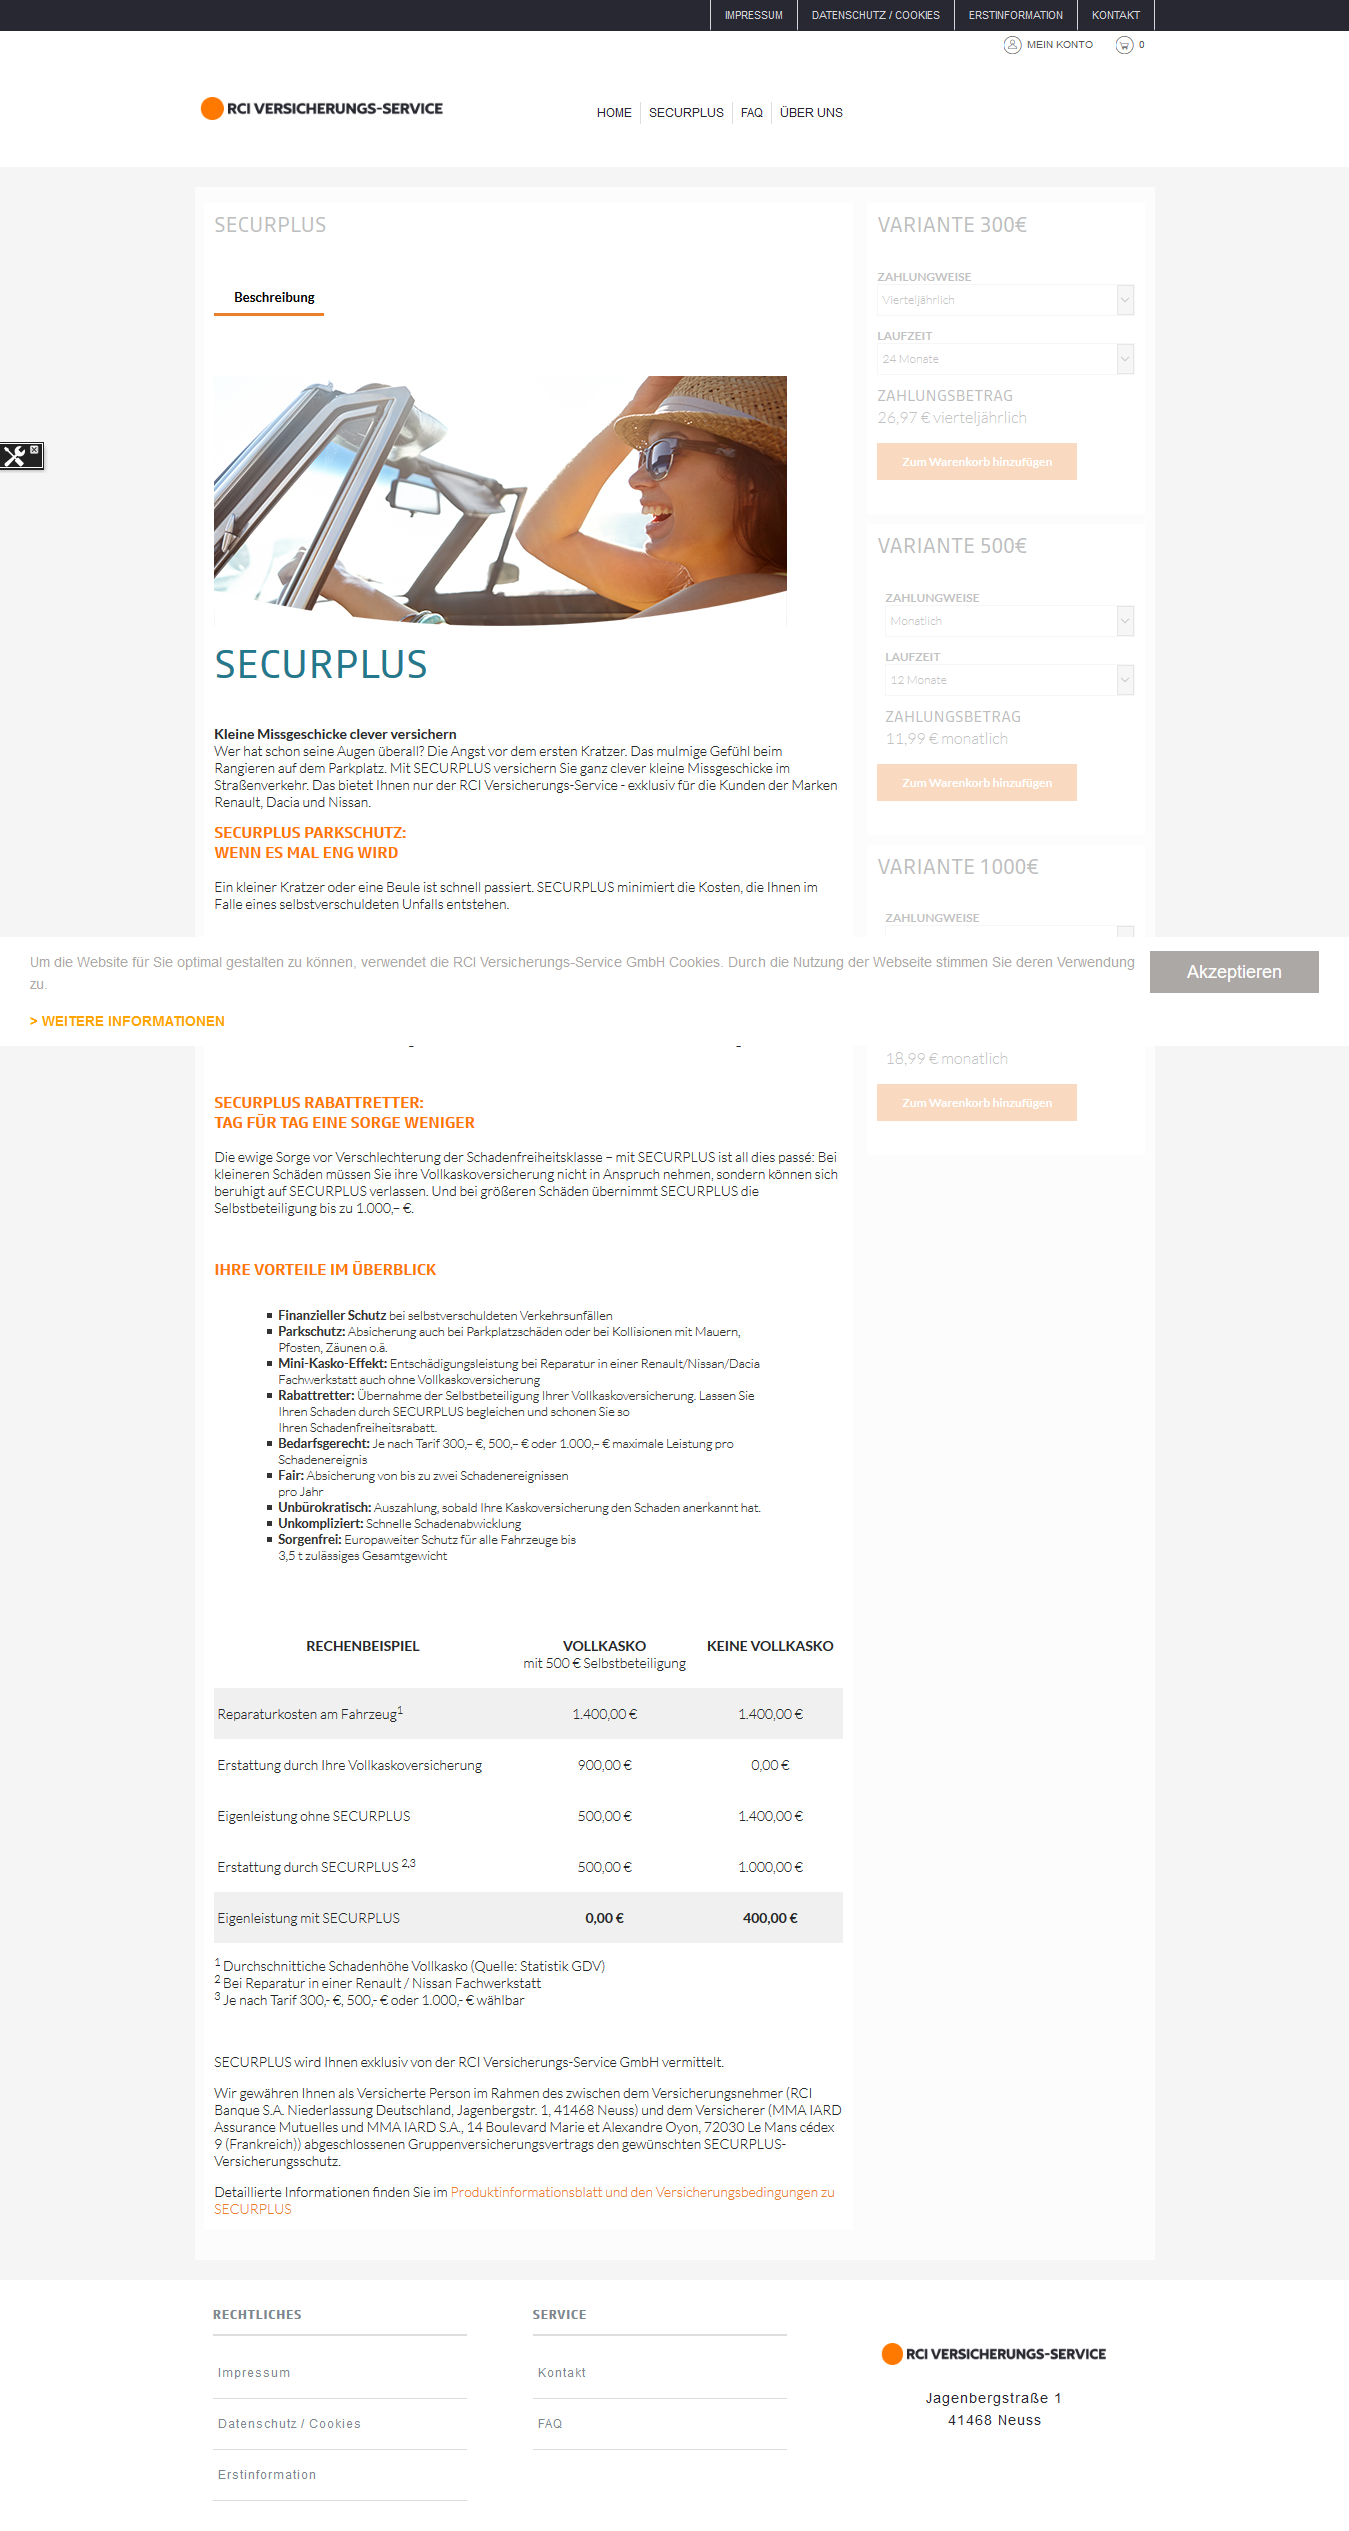 IMPRESSUM
DATENSCHUTZ / COOKIES
ERSTINFORMATION
KONTAKT
MEIN KONTO
0
RCI VERSICHERUNGS-SERVICE
HOME
SECURPLUS
FAQ
ÜBER UNS
SECURPLUS
Beschreibung
SECURPLUS
Kleine Missgeschicke clever versichern
Wer hat schon seine Augen überall? Die Angst vor dem ersten Kratzer. Das mulmige Gefühl beim
Rangieren auf dem Parkplatz. Mit SECURPLUS versichern Sie ganz clever kleine Missgeschicke im
Straßenverkehr. Das bietet Ihnen nur der RCI Versicherungs-Service - exklusiv für die Kunden der Marken
Renault, Dacia und Nissan.
SECURPLUS PARKSCHUTZ:
WENN ES MAL ENG WIRD
Ein kleiner Kratzer oder eine Beule ist schnell passiert. SECURPLUS minimiert die Kosten, die Ihnen im
Falle eines selbstverschuldeten Unfalls entstehen.
VARIANTE 300€
ZAHLUNGWEISE
Vierteljährlich
LAUFZEIT
24 Monate
ZAHLUNGSBETRAG
26,97 € vierteljährlich
Zum Warenkorb hinzufügen
VARIANTE 500€
ZAHLUNGWEISE
Monatlich
LAUFZEIT
12 Monate
ZAHLUNGSBETRAG
11,99 € monatlich
Zum Warenkorb hinzufügen
VARIANTE 1000€
ZAHLUNGWEISE
Um die Website für Sie optimal gestalten zu können, verwendet die RCI Versicherungs-Service GmbH Cookies. Durch die Nutzung der Webseite stimmen Sie deren Verwendung
zu.
Akzeptieren
> WEITERE INFORMATIONEN
18,99 € monatlich
Zum Warenkorb hinzufügen
SECURPLUS RABATTRETTER:
TAG FÜR TAG EINE SORGE WENIGER
Die ewige Sorge vor Verschlechterung der Schadenfreiheitsklasse – mit SECURPLUS ist all dies passé: Bei
kleineren Schäden müssen Sie ihre Vollkaskoversicherung nicht in Anspruch nehmen, sondern können sich
beruhigt auf SECURPLUS verlassen. Und bei größeren Schäden übernimmt SECURPLUS die
Selbstbeteiligung bis zu 1.000,– €.
IHRE VORTEILE IM ÜBERBLICK
Finanzieller Schutz bei selbstverschuldeten Verkehrsunfällen
Parkschutz: Absicherung auch bei Parkplatzschäden oder bei Kollisionen mit Mauern,
Pfosten, Zäunen o.ä.
Mini-Kasko-Effekt: Entschädigungsleistung bei Reparatur in einer Renault/Nissan/Dacia
Fachwerkstatt auch ohne Vollkaskoversicherung
Rabattretter: Übernahme der Selbstbeteiligung Ihrer Vollkaskoversicherung. Lassen Sie
Ihren Schaden durch SECURPLUS begleichen und schonen Sie so
Ihren Schadenfreiheitsrabatt.
Bedarfsgerecht: Je nach Tarif 300,– €, 500,– € oder 1.000,– € maximale Leistung pro
Schadenereignis
Fair: Absicherung von bis zu zwei Schadenereignissen
pro Jahr
Unbürokratisch: Auszahlung, sobald Ihre Kaskoversicherung den Schaden anerkannt hat.
Unkompliziert: Schnelle Schadenabwicklung
Sorgenfrei: Europaweiter Schutz für alle Fahrzeuge bis
3,5 t zulässiges Gesamtgewicht
RECHENBEISPIEL VOLLKASKO KEINE VOLLKASKO
mit 500 € Selbstbeteiligung
Reparaturkosten am Fahrzeug1 1.400,00 € 1.400,00 €
Erstattung durch Ihre Vollkaskoversicherung 900,00 € 0,00 €
Eigenleistung ohne SECURPLUS 500,00 € 1.400,00 €
Erstattung durch SECURPLUS 2,3 500,00 € 1.000,00 €
Eigenleistung mit SECURPLUS 0,00 € 400,00 €
1 Durchschnittiche Schadenhöhe Vollkasko (Quelle: Statistik GDV)
2 Bei Reparatur in einer Renault / Nissan Fachwerkstatt
3 Je nach Tarif 300,- €, 500,- € oder 1.000,- € wählbar
SECURPLUS wird Ihnen exklusiv von der RCI Versicherungs-Service GmbH vermittelt.
Wir gewähren Ihnen als Versicherte Person im Rahmen des zwischen dem Versicherungsnehmer (RCI
Banque S.A. Niederlassung Deutschland, Jagenbergstr. 1, 41468 Neuss) und dem Versicherer (MMA IARD
Assurance Mutuelles und MMA IARD S.A., 14 Boulevard Marie et Alexandre Oyon, 72030 Le Mans cédex
9 (Frankreich)) abgeschlossenen Gruppenversicherungsvertrags den gewünschten SECURPLUS-
Versicherungsschutz.
Detaillierte Informationen finden Sie im Produktinformationsblatt und den Versicherungsbedingungen zu
SECURPLUS
RECHTLICHES
Impressum
Datenschutz / Cookies
Erstinformation
SERVICE
Kontakt
FAQ
RCI VERSICHERUNGS-SERVICE
Jagenbergstraße 1
41468 Neuss